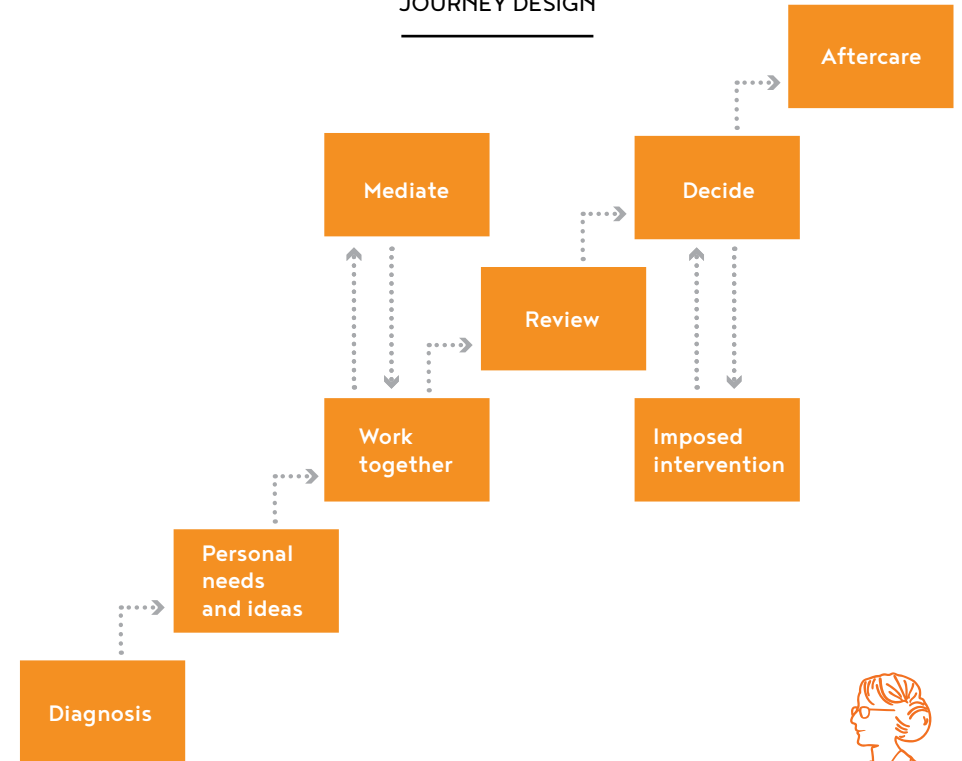 JOURNEY DESIGN
Aftercare
Mediate
Decide
Review
Work
together
Imposed
intervention
Personal
needs
and ideas
Diagnosis